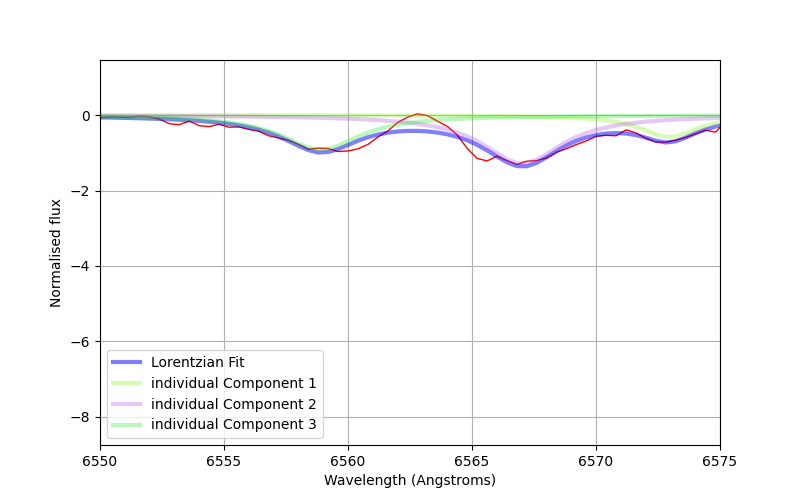 0
−2
−4
−6
−8
Normalised flux
Lorentzian Fit
individual Component 1
individual Component 2
individual Component 3
6550 6555 6560 6565 6570 6575
Wavelength (Angstroms)